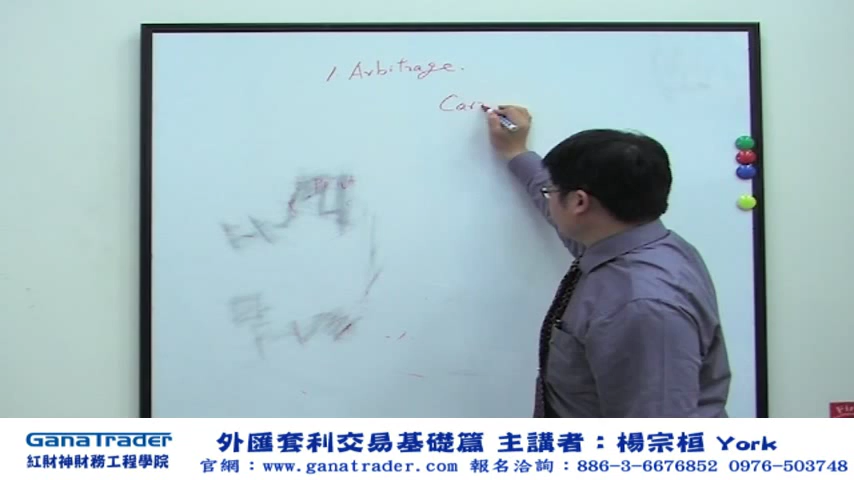 1. Arbitrage.
Car
GANATRADER
紅財神財務工程學院
外匯套利交易基礎篇 主講者：楊宗桓 York
官網：www.ganatrader.com 報名洽詢：886-3-6676852 0976-503748